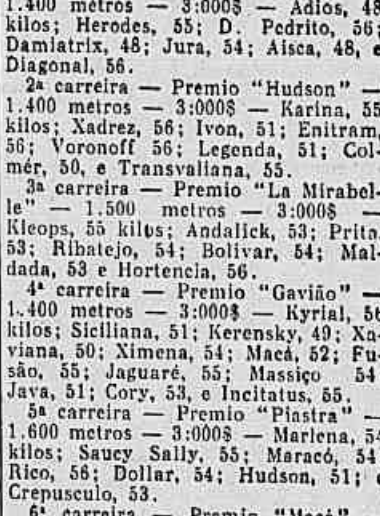 1.400 metros — 3:000$ — Adios, 48
kilos; Herodes, 55; D. Pedrito, 56;
Damiatrix, 48; Jura, 54; Aisca, 48, e
Diagonal, 56.
2ª carreira — Premio "Hudson" —
1.400 metros — 3:000$ — Karina, 55
kilos; Xadrez, 56; Ivon, 51; Enitram,
56; Voronoff 56; Legenda, 51; Col-
mér, 50, e Transvaliana, 55.
3ª carreira — Premio "La Mirabel-
le" — 1.500 metros — 3:000$ —
Kleops, 55 kilos; Andalick, 53; Prita,
53; Ribatejo, 54; Bolivar, 54; Mal-
dada, 53 e Hortencia, 56.
4ª carreira — Premio "Gavião" —
1.400 metros — 3:000$ — Kyrial, 56
kilos; Siciliana, 51; Kerensky, 49; Xa-
viana, 50; Ximena, 54; Macá, 52; Fu-
são, 55; Jaguaré, 55; Massiço 54
Java, 51; Cory, 53, e Incitatus, 55.
5ª carreira — Premio "Piastra" —
1.600 metros — 3:000$ — Marlena, 54
kilos; Saucy Sally, 55; Maracó, 54
Rico, 56; Dollar, 54; Hudson, 51; e
Crepusculo, 53.
6ª carreira — Premio "Macá" —